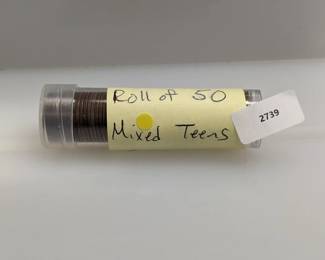 Roll of 50
Mixed Teens
2739